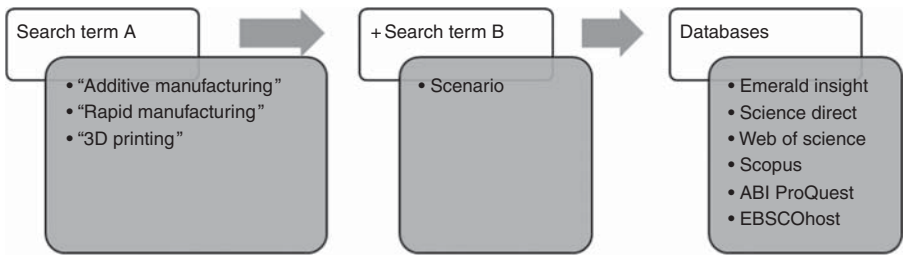 Search term A
• “Additive manufacturing”
• “Rapid manufacturing”
• “3D printing”
+ Search term B
• Scenario
Databases
• Emerald insight
• Science direct
• Web of science
• Scopus
• ABI ProQuest
• EBSCOhost